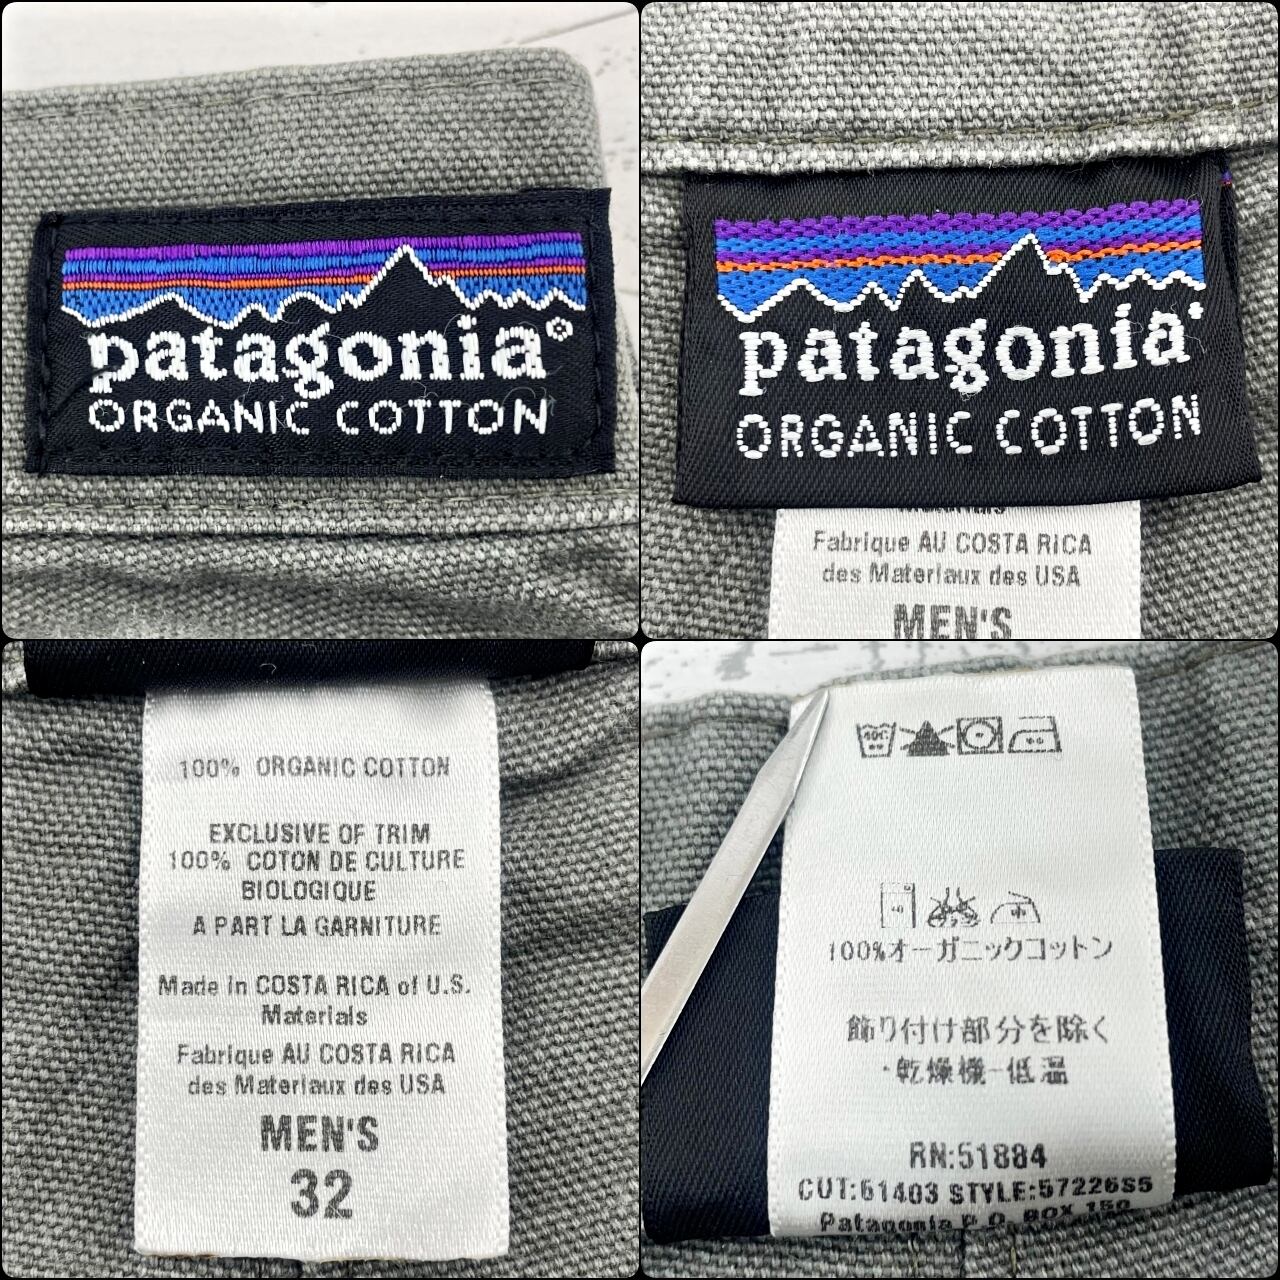 patagonia®
ORGANIC COTTON
patagonia
ORGANIC COTTON
Fabrique AU COSTA RICA
des Materiaux des USA
MEN'S
100% ORGANIC COTTON
EXCLUSIVE OF TRIM
100% COTON DE CULTURE
BIOLOGIQUE
A PART LA GARNITURE
Made in COSTA RICA of U.S.
Materials
Fabrique AU COSTA RICA
des Materiaux des USA
MEN'S
32
40℃
100%オーガニックコットン
飾り付け部分を除く
・乾燥機-低温
RN:51884
CUT:61403 STYLE:57226S5
Patagonia P.O. BOX 150